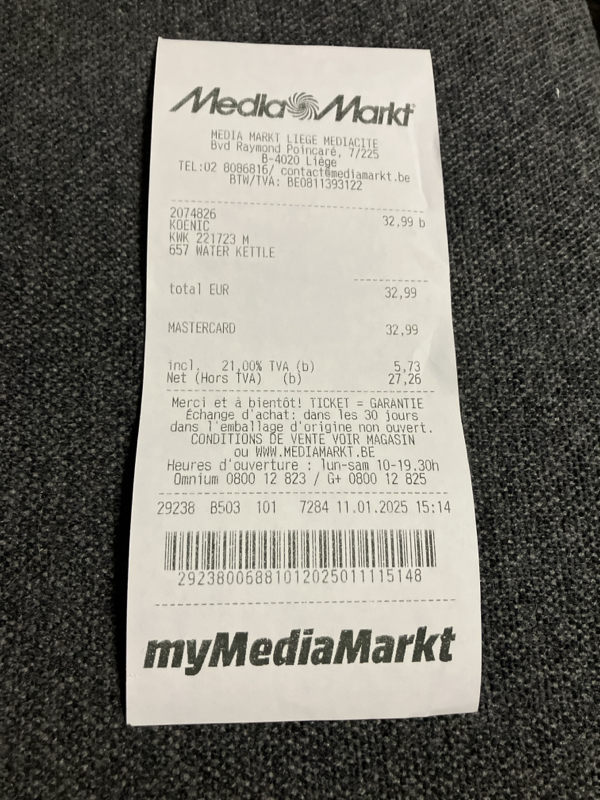 Media Markt
MEDIA MARKT LIEGE MEDIACITE
Bvd Raymond Poincaré, 7/225
B-4020 Liège
TEL:02 8086816/ contact@mediamarkt.be
BTW/TVA: BE0811393122
2074826 32,99 b
KOENIC
KWK 221723 M
657 WATER KETTLE
total EUR 32,99
MASTERCARD 32,99
incl. 21,00% TVA (b) 5,73
Net (Hors TVA) (b) 27,26
Merci et à bientôt! TICKET = GARANTIE
Échange d'achat: dans les 30 jours
dans l'emballage d'origine non ouvert.
CONDITIONS DE VENTE VOIR MAGASIN
ou WWW.MEDIAMARKT.BE
Heures d'ouverture : lun-sam 10-19.30h
Omnium 0800 12 823 / G+ 0800 12 825
29238 B503 101 7284 11.01.2025 15:14
29238006881012025011115148
myMediaMarkt